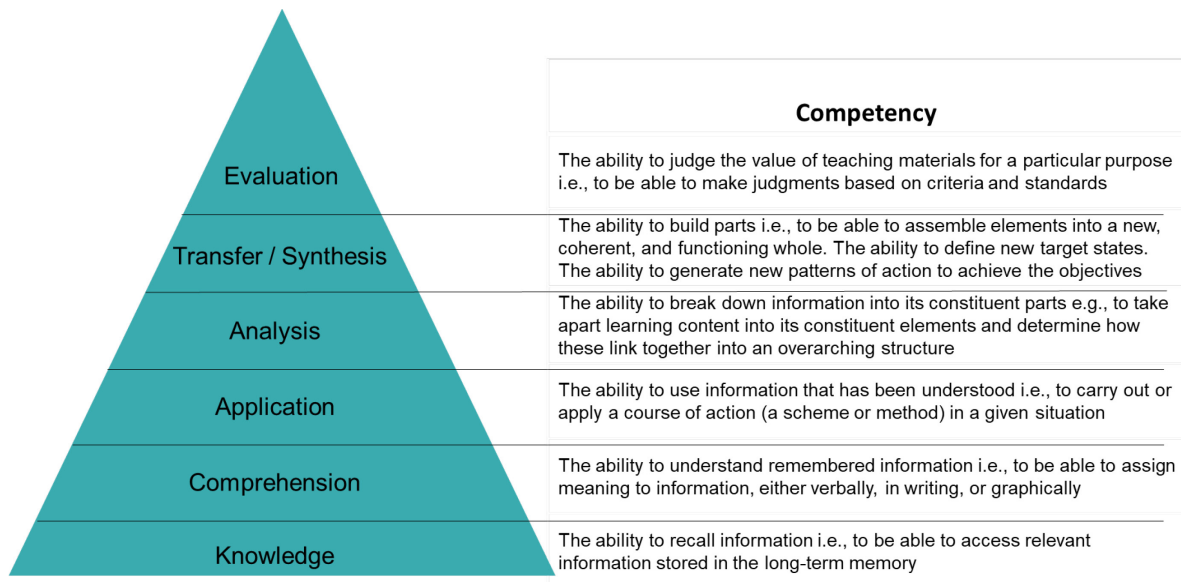 Competency
Evaluation
The ability to judge the value of teaching materials for a particular purpose
i.e., to be able to make judgments based on criteria and standards
Transfer / Synthesis
The ability to build parts i.e., to be able to assemble elements into a new,
coherent, and functioning whole. The ability to define new target states.
The ability to generate new patterns of action to achieve the objectives
Analysis
The ability to break down information into its constituent parts e.g., to take
apart learning content into its constituent elements and determine how
these link together into an overarching structure
Application
The ability to use information that has been understood i.e., to carry out or
apply a course of action (a scheme or method) in a given situation
Comprehension
The ability to understand remembered information i.e., to be able to assign
meaning to information, either verbally, in writing, or graphically
Knowledge
The ability to recall information i.e., to be able to access relevant
information stored in the long-term memory